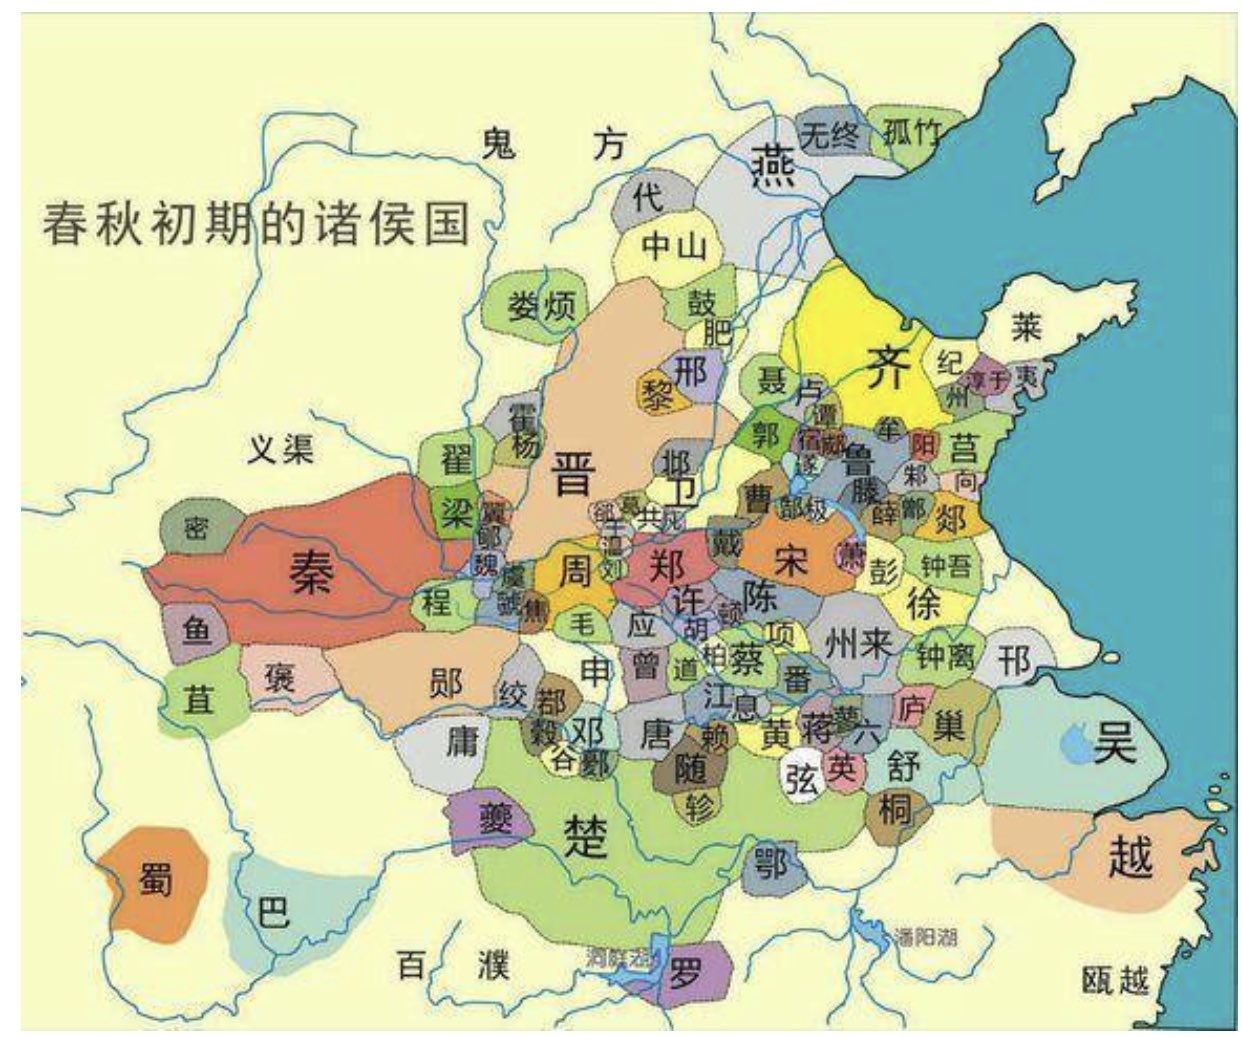 鬼 方
无终
孤竹
燕
代
春秋初期的诸侯国
中山
娄烦
鼓
肥
莱
齐
纪
邢
黎
聂
卢
淳于
夷
州
谭
霍
杨
郭
宿
郕
牟
阳
莒
义渠
翟
晋
邶
遂
鲁
邾
向
卫
曹
滕
密
梁
翼
郐
葛
共
郜
极
薛
鄫
郯
郇
戴
宋
萧
彭
钟吾
秦
魏
虞
周
温
刘
郑
程
虢
焦
许
顿
陈
徐
鱼
毛
应
胡
项
州来
钟离
邗
申
曾
道
柏
蔡
番
苴
褒
郧
绞
鄀
江
息
庐
巢
吴
庸
榖
邓
唐
赖
黄
蒋
蓼
六
谷
鄾
随
弦
英
舒
夔
轸
桐
楚
越
蜀
鄂
巴
潘阳湖
百 濮
洞庭湖
罗
瓯越